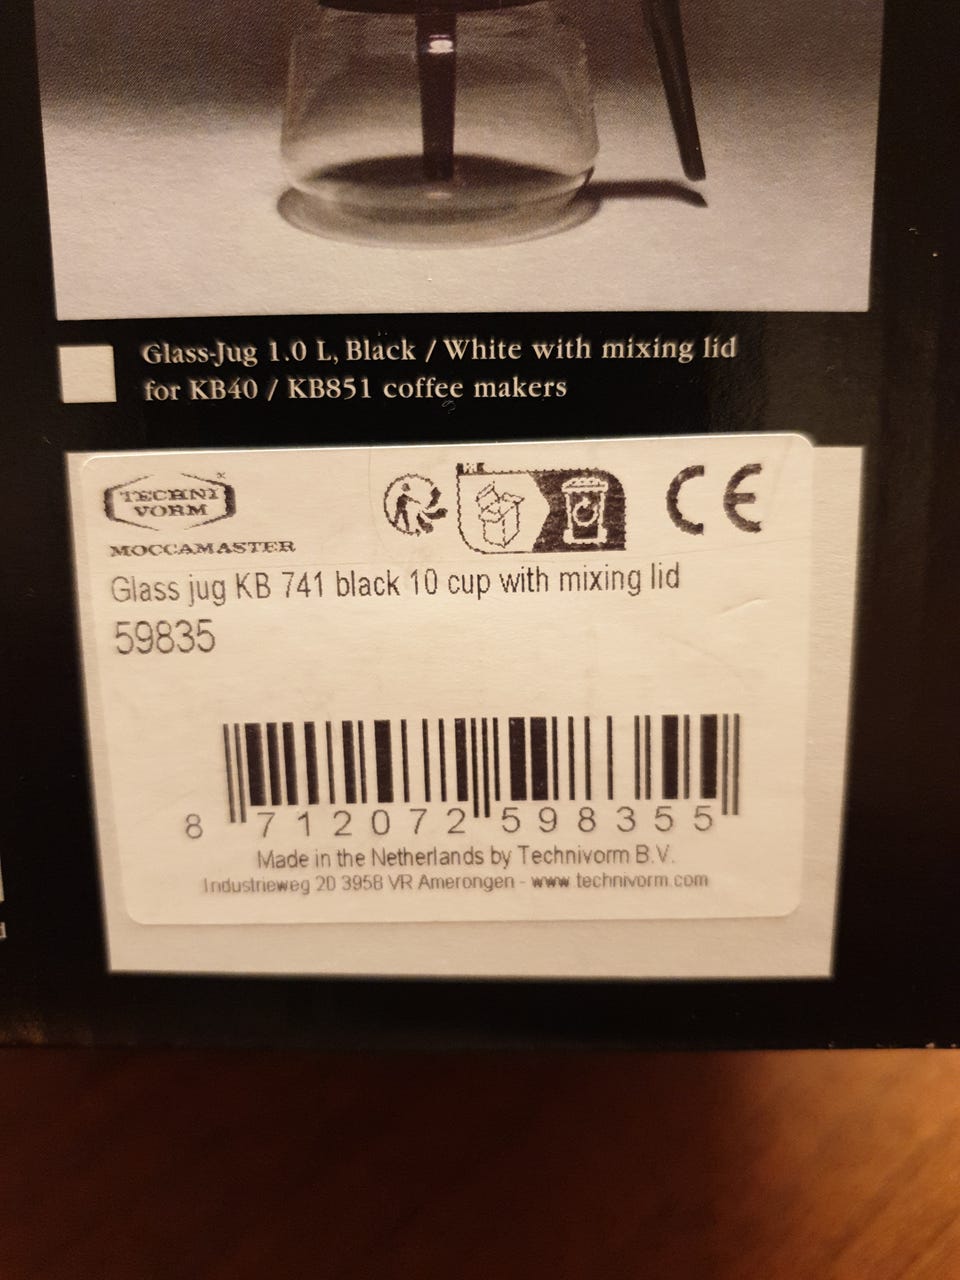 Glass-Jug 1.0 L, Black / White with mixing lid
for KB40 / KB851 coffee makers
TECHNI
VORM
MOCCAMASTER
CE
Glass jug KB 741 black 10 cup with mixing lid
59835
8 712072 598355
Made in the Netherlands by Technivorm B.V.
Industrieweg 20 3958 VR Amerongen - www.technivorm.com